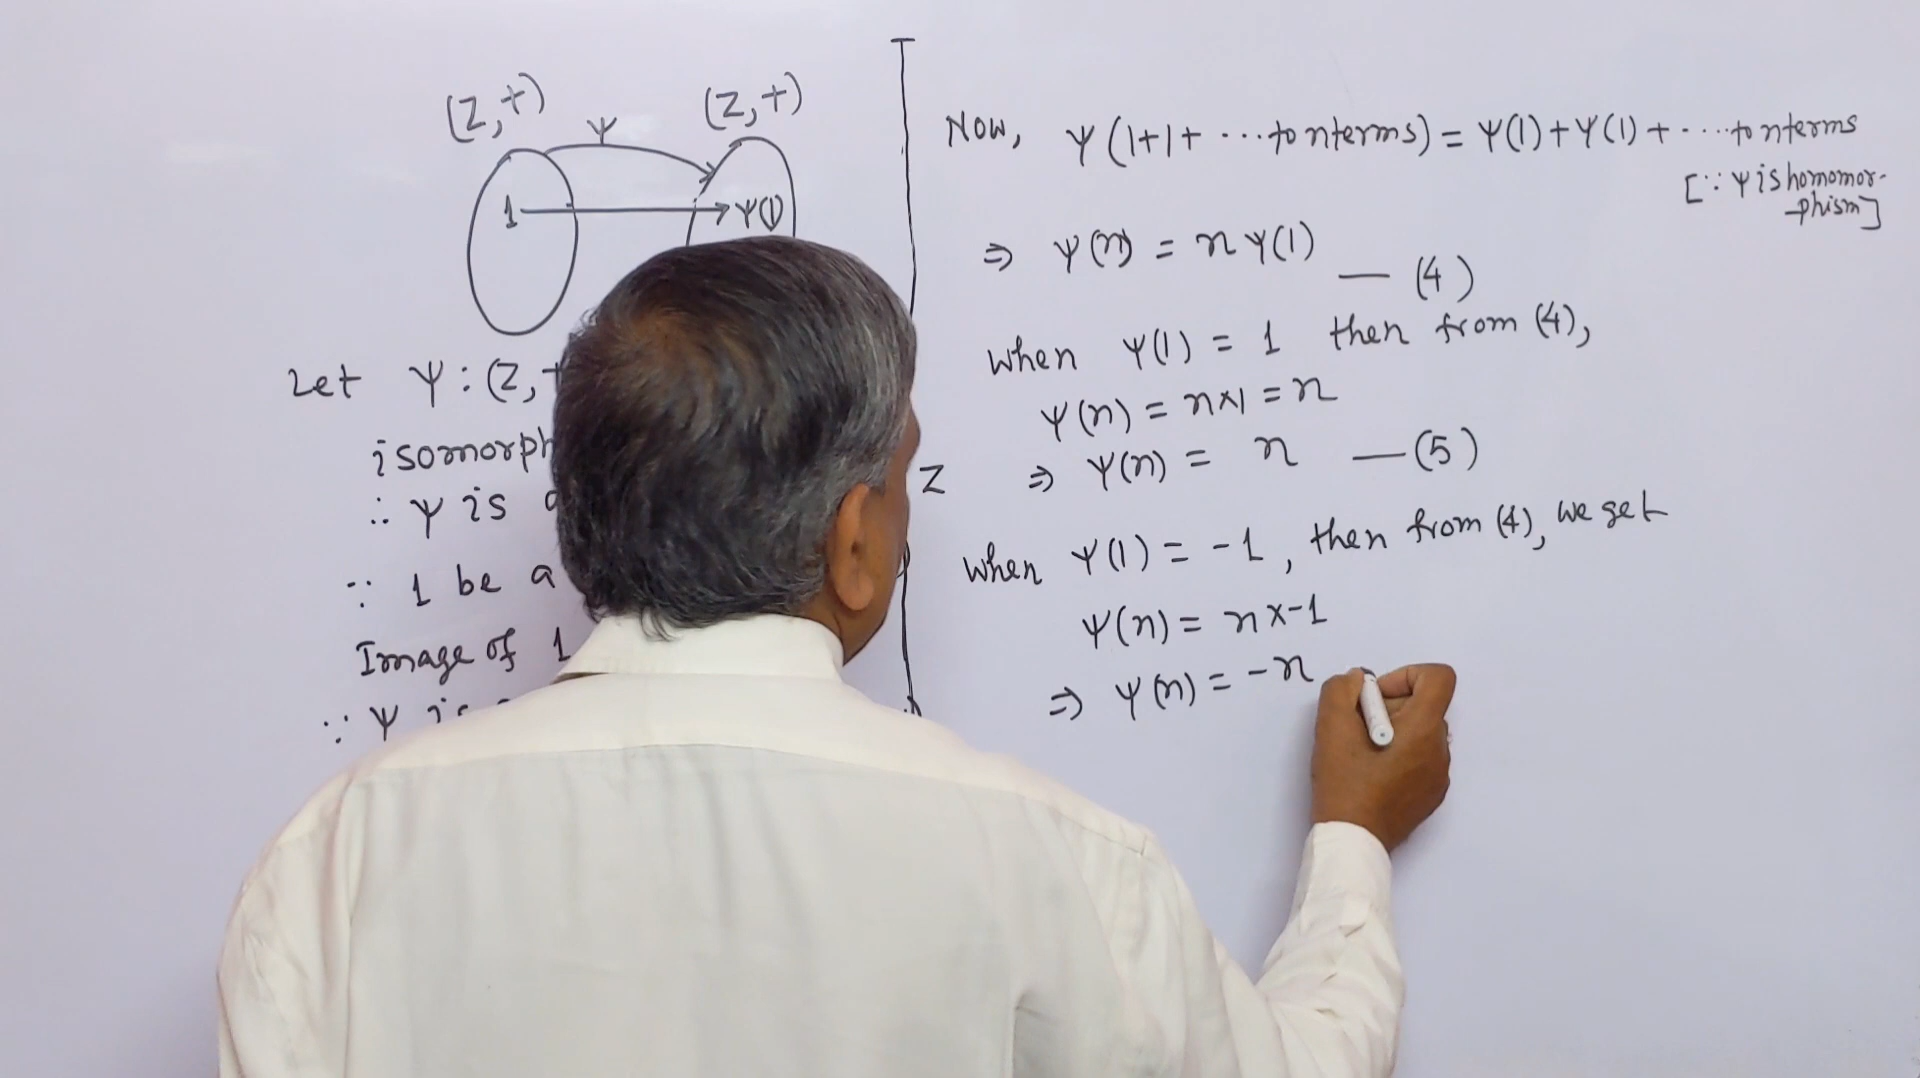 (Z,+) (Z,+)
ψ
1 ψ(1)
Let ψ:(Z,
∴ ψ is
∵ 1 be a
Image of 1
∵ ψ is
Z
Now, ψ(1+1+ ....to n terms) = ψ(1)+ψ(1)+ .....to n terms
[∵ ψ is homomor-
-phism]
⇒ ψ(n) = nψ(1) — (4)
when ψ(1) = 1 then from (4),
ψ(n) = n×1 = n
⇒ ψ(n) = n — (5)
when ψ(1) = -1, then from (4), we get
ψ(n) = n×-1
⇒ ψ(n) = -n